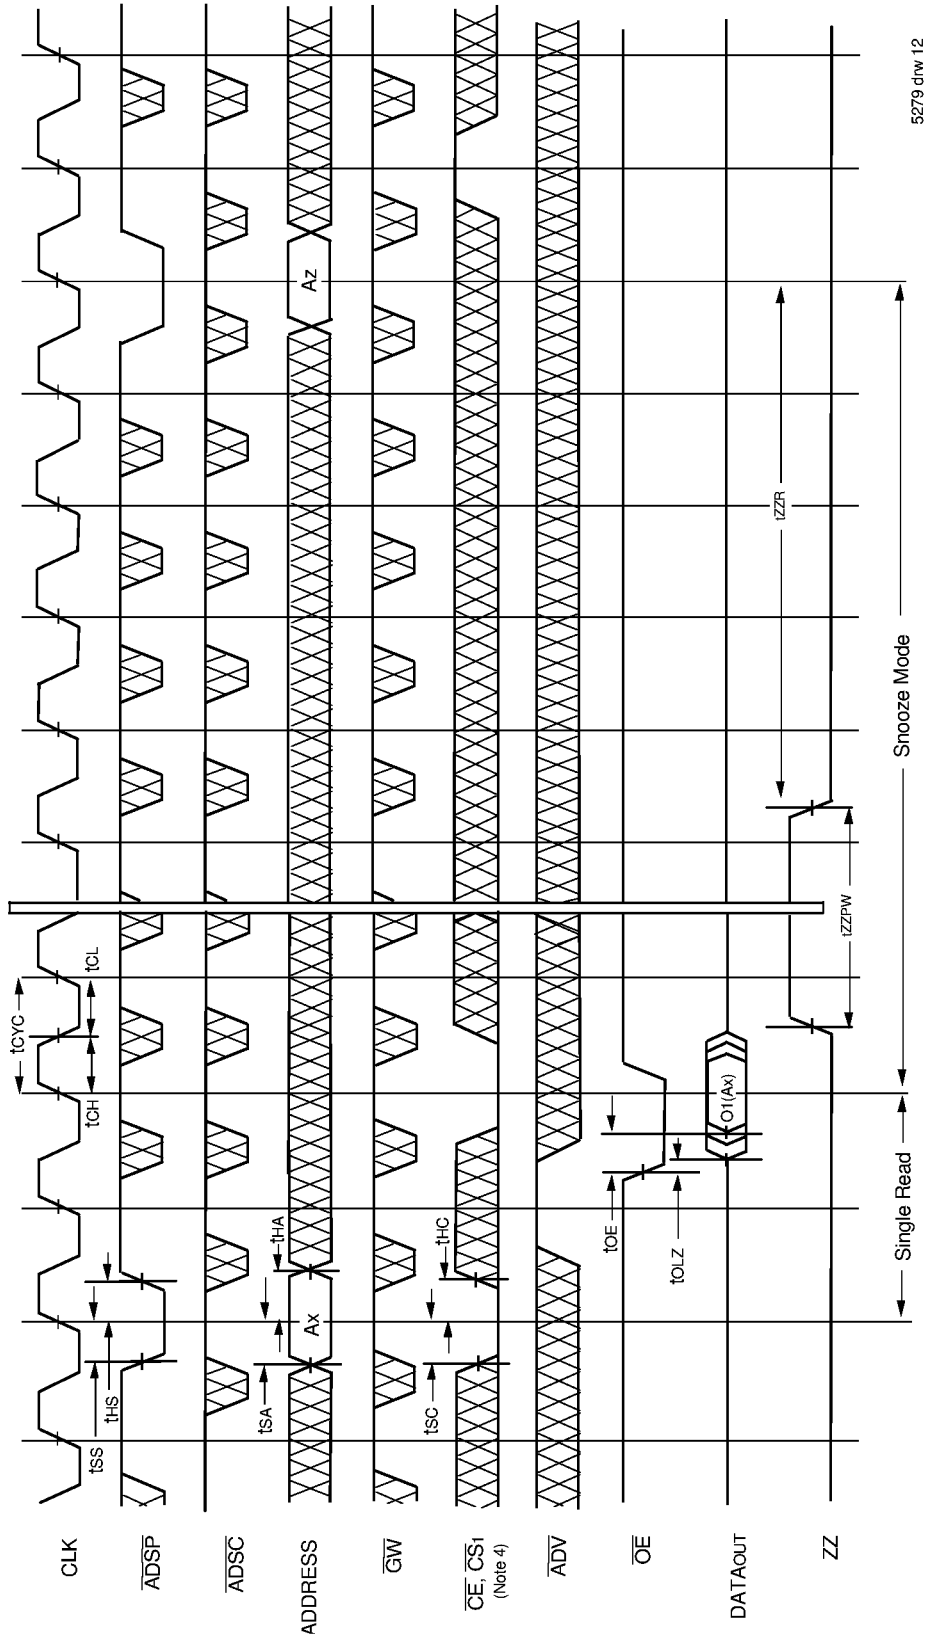 CLK
tCYC
tSS
tHS
tCH
tCL
ADSP
ADSC
ADDRESS
tSA
tHA
Ax
Az
GW
CE, CS1
(Note 4)
tSC
tHC
ADV
OE
tOE
tOLZ
DATAOUT
O1(Ax)
ZZ
tZZR
tZZPW
Single Read
Snooze Mode
5279 drw 12